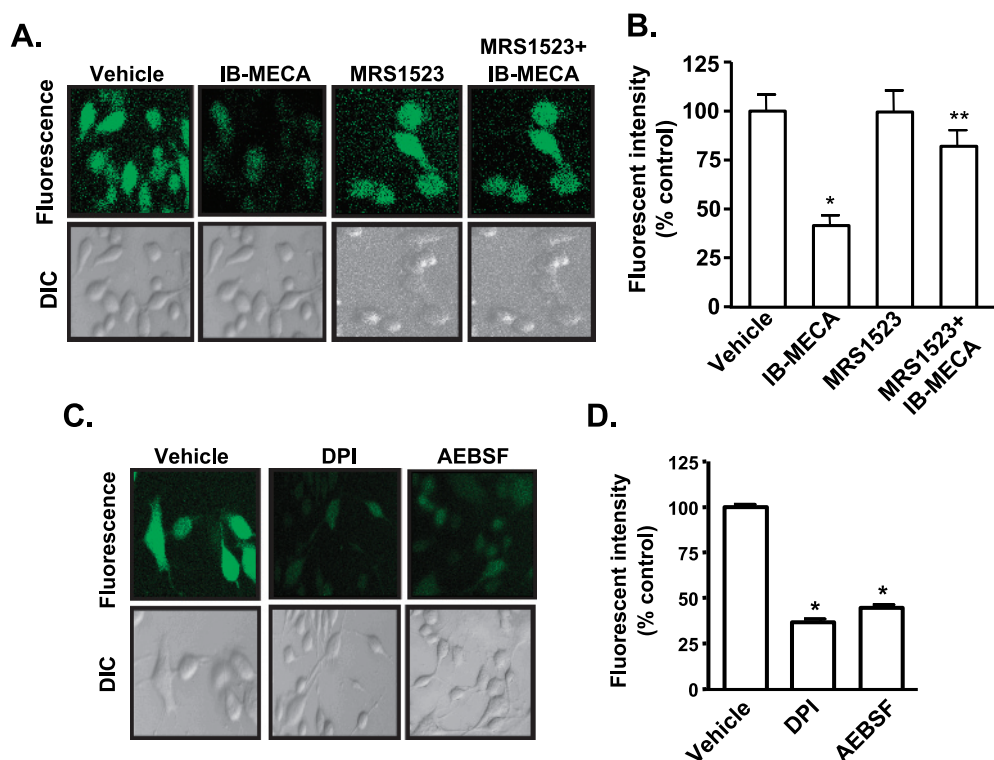 A.
Vehicle
IB-MECA
MRS1523
MRS1523+
IB-MECA
Fluorescence
DIC
B.
Fluorescent intensity
(% control)
125
100
75
50
25
0
*
**
Vehicle
IB-MECA
MRS1523
MRS1523+
IB-MECA
C.
Vehicle
DPI
AEBSF
Fluorescence
DIC
D.
Fluorescent intensity
(% control)
125
100
75
50
25
0
*
*
Vehicle
DPI
AEBSF